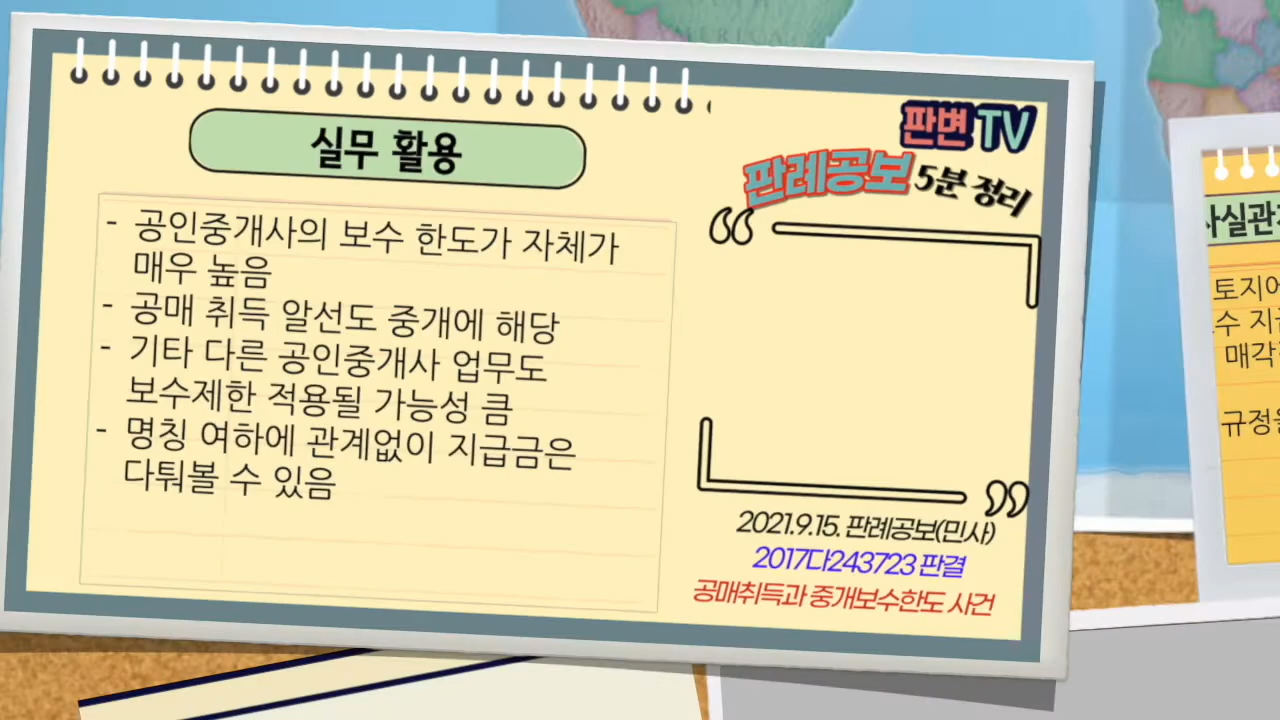 실무 활용
- 공인중개사의 보수 한도가 자체가
매우 높음
- 공매 취득 알선도 중개에 해당
- 기타 다른 공인중개사 업무도
보수제한 적용될 가능성 큼
- 명칭 여하에 관계없이 지급금은
다퉈볼 수 있음
판변 TV
판례공보 5분 정리
2021.9.15. 판례공보(민사)
2017다243723 판결
공매취득과 중개보수한도 사건
사실관
토지에
수 지
매각
규정을